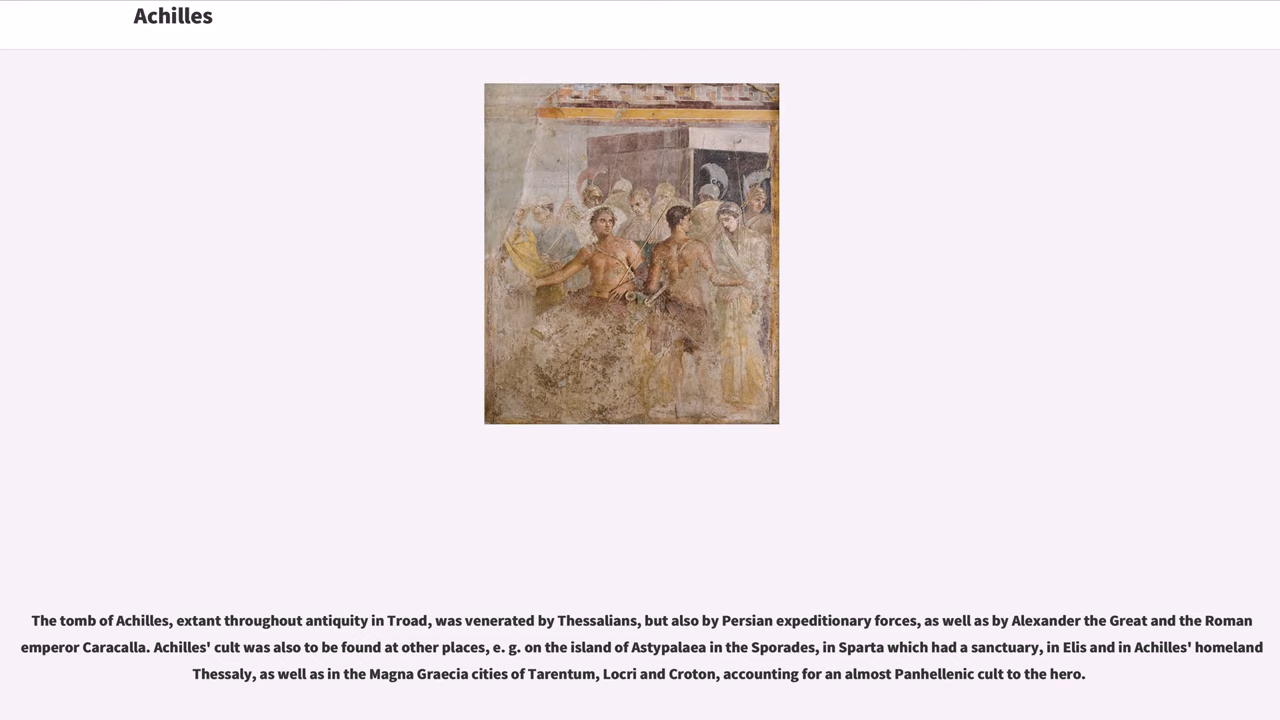 Achilles
The tomb of Achilles, extant throughout antiquity in Troad, was venerated by Thessalians, but also by Persian expeditionary forces, as well as by Alexander the Great and the Roman
emperor Caracalla. Achilles' cult was also to be found at other places, e. g. on the island of Astypalaea in the Sporades, in Sparta which had a sanctuary, in Elis and in Achilles' homeland
Thessaly, as well as in the Magna Graecia cities of Tarentum, Locri and Croton, accounting for an almost Panhellenic cult to the hero.